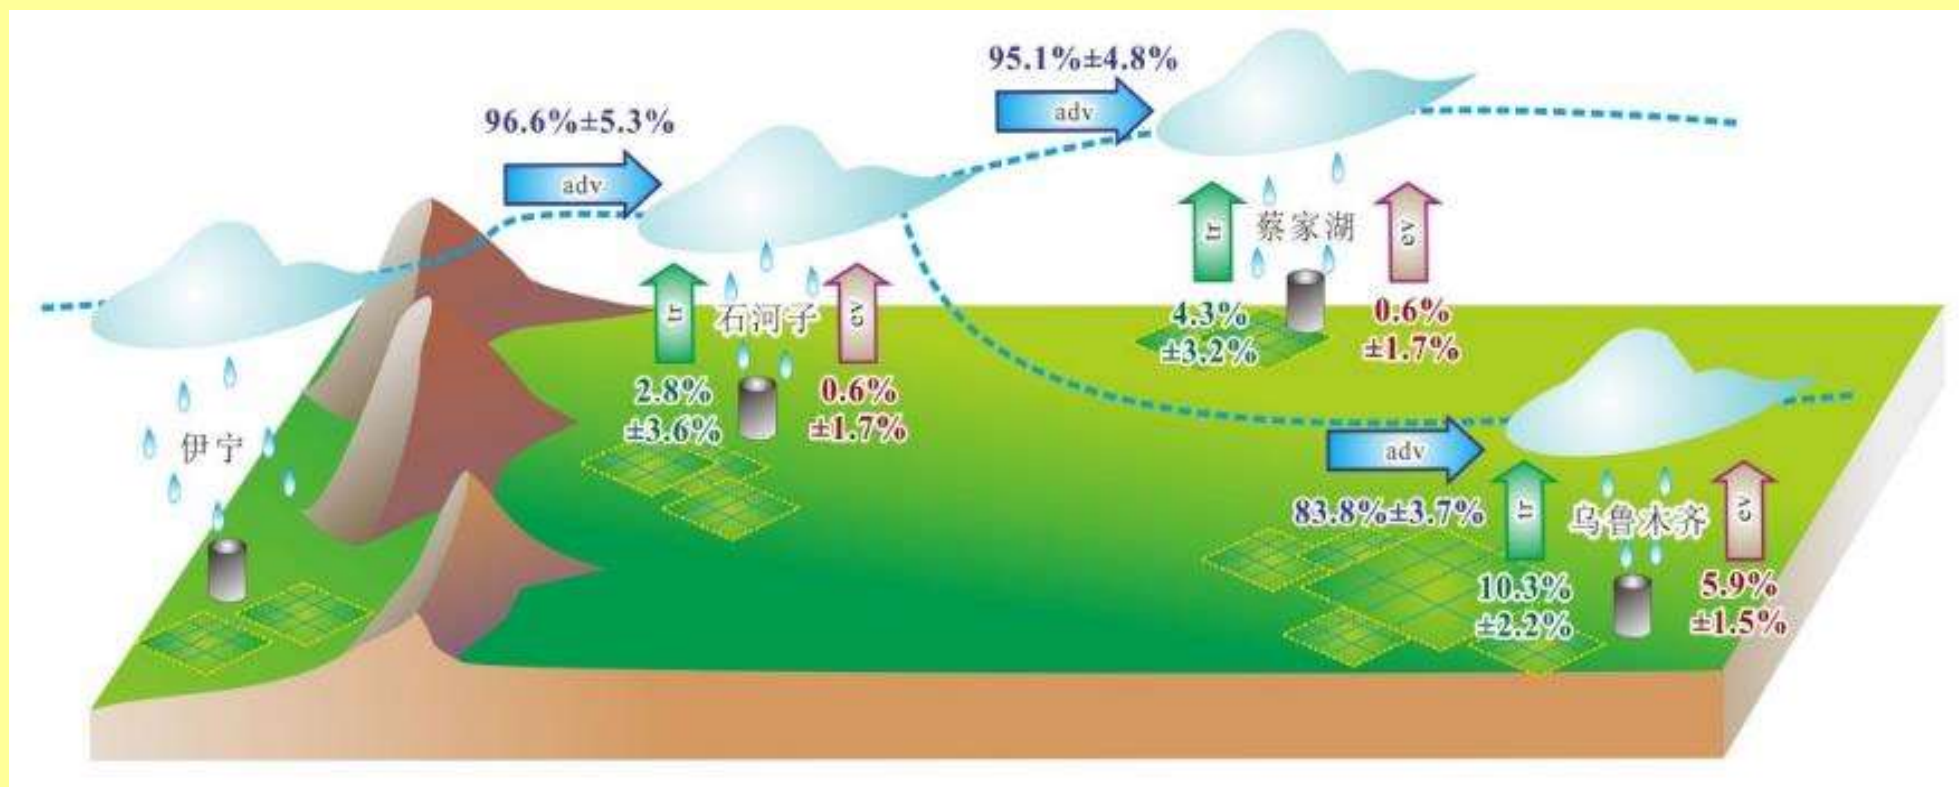 95.1%±4.8%
adv
96.6%±5.3%
adv
tr
蔡家湖
ev
4.3%
±3.2%
0.6%
±1.7%
tr
石河子
ev
2.8%
±3.6%
0.6%
±1.7%
伊宁
adv
83.8%±3.7%
tr
乌鲁木齐
ev
10.3%
±2.2%
5.9%
±1.5%